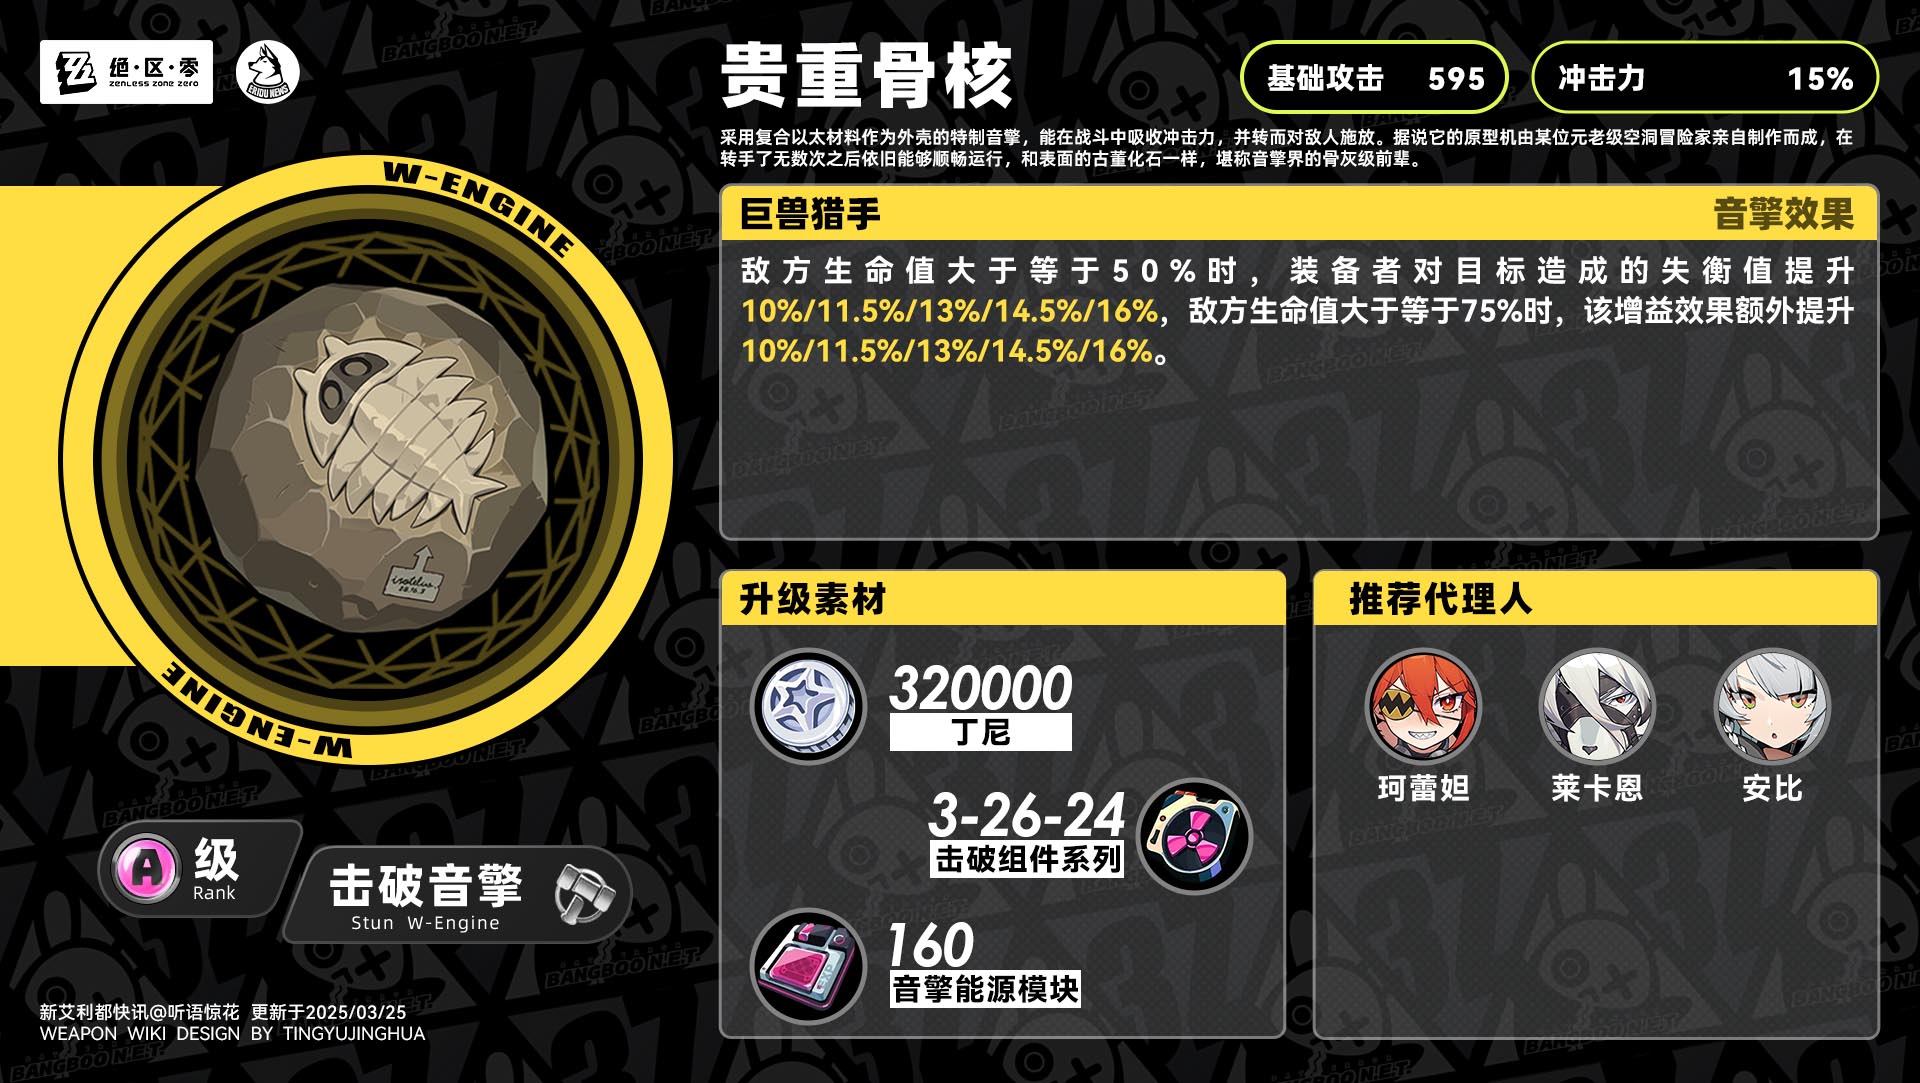 绝·区·零
ZENLESS ZONE ZERO
ERIDU NEWS
贵重骨核
基础攻击 595
冲击力 15%
采用复合以太材料作为外壳的特制音擎，能在战斗中吸收冲击力，并转而对敌人施放。据说它的原型机由某位元老级空洞冒险家亲自制作而成，在
转手了无数次之后依旧能够顺畅运行，和表面的古董化石一样，堪称音擎界的骨灰级前辈。
W-ENGINE
W-ENGINE
巨兽猎手 音擎效果
敌方生命值大于等于50%时，装备者对目标造成的失衡值提升
10%/11.5%/13%/14.5%/16%，敌方生命值大于等于75%时，该增益效果额外提升
10%/11.5%/13%/14.5%/16%。
升级素材
320000
丁尼
3-26-24
击破组件系列
160
音擎能源模块
推荐代理人
珂蕾妲 莱卡恩 安比
A 级
Rank
击破音擎
Stun W-Engine
新艾利都快讯@听语惊花 更新于2025/03/25
WEAPON WIKI DESIGN BY TINGYUJINGHUA
BANGBOO N.E.T.